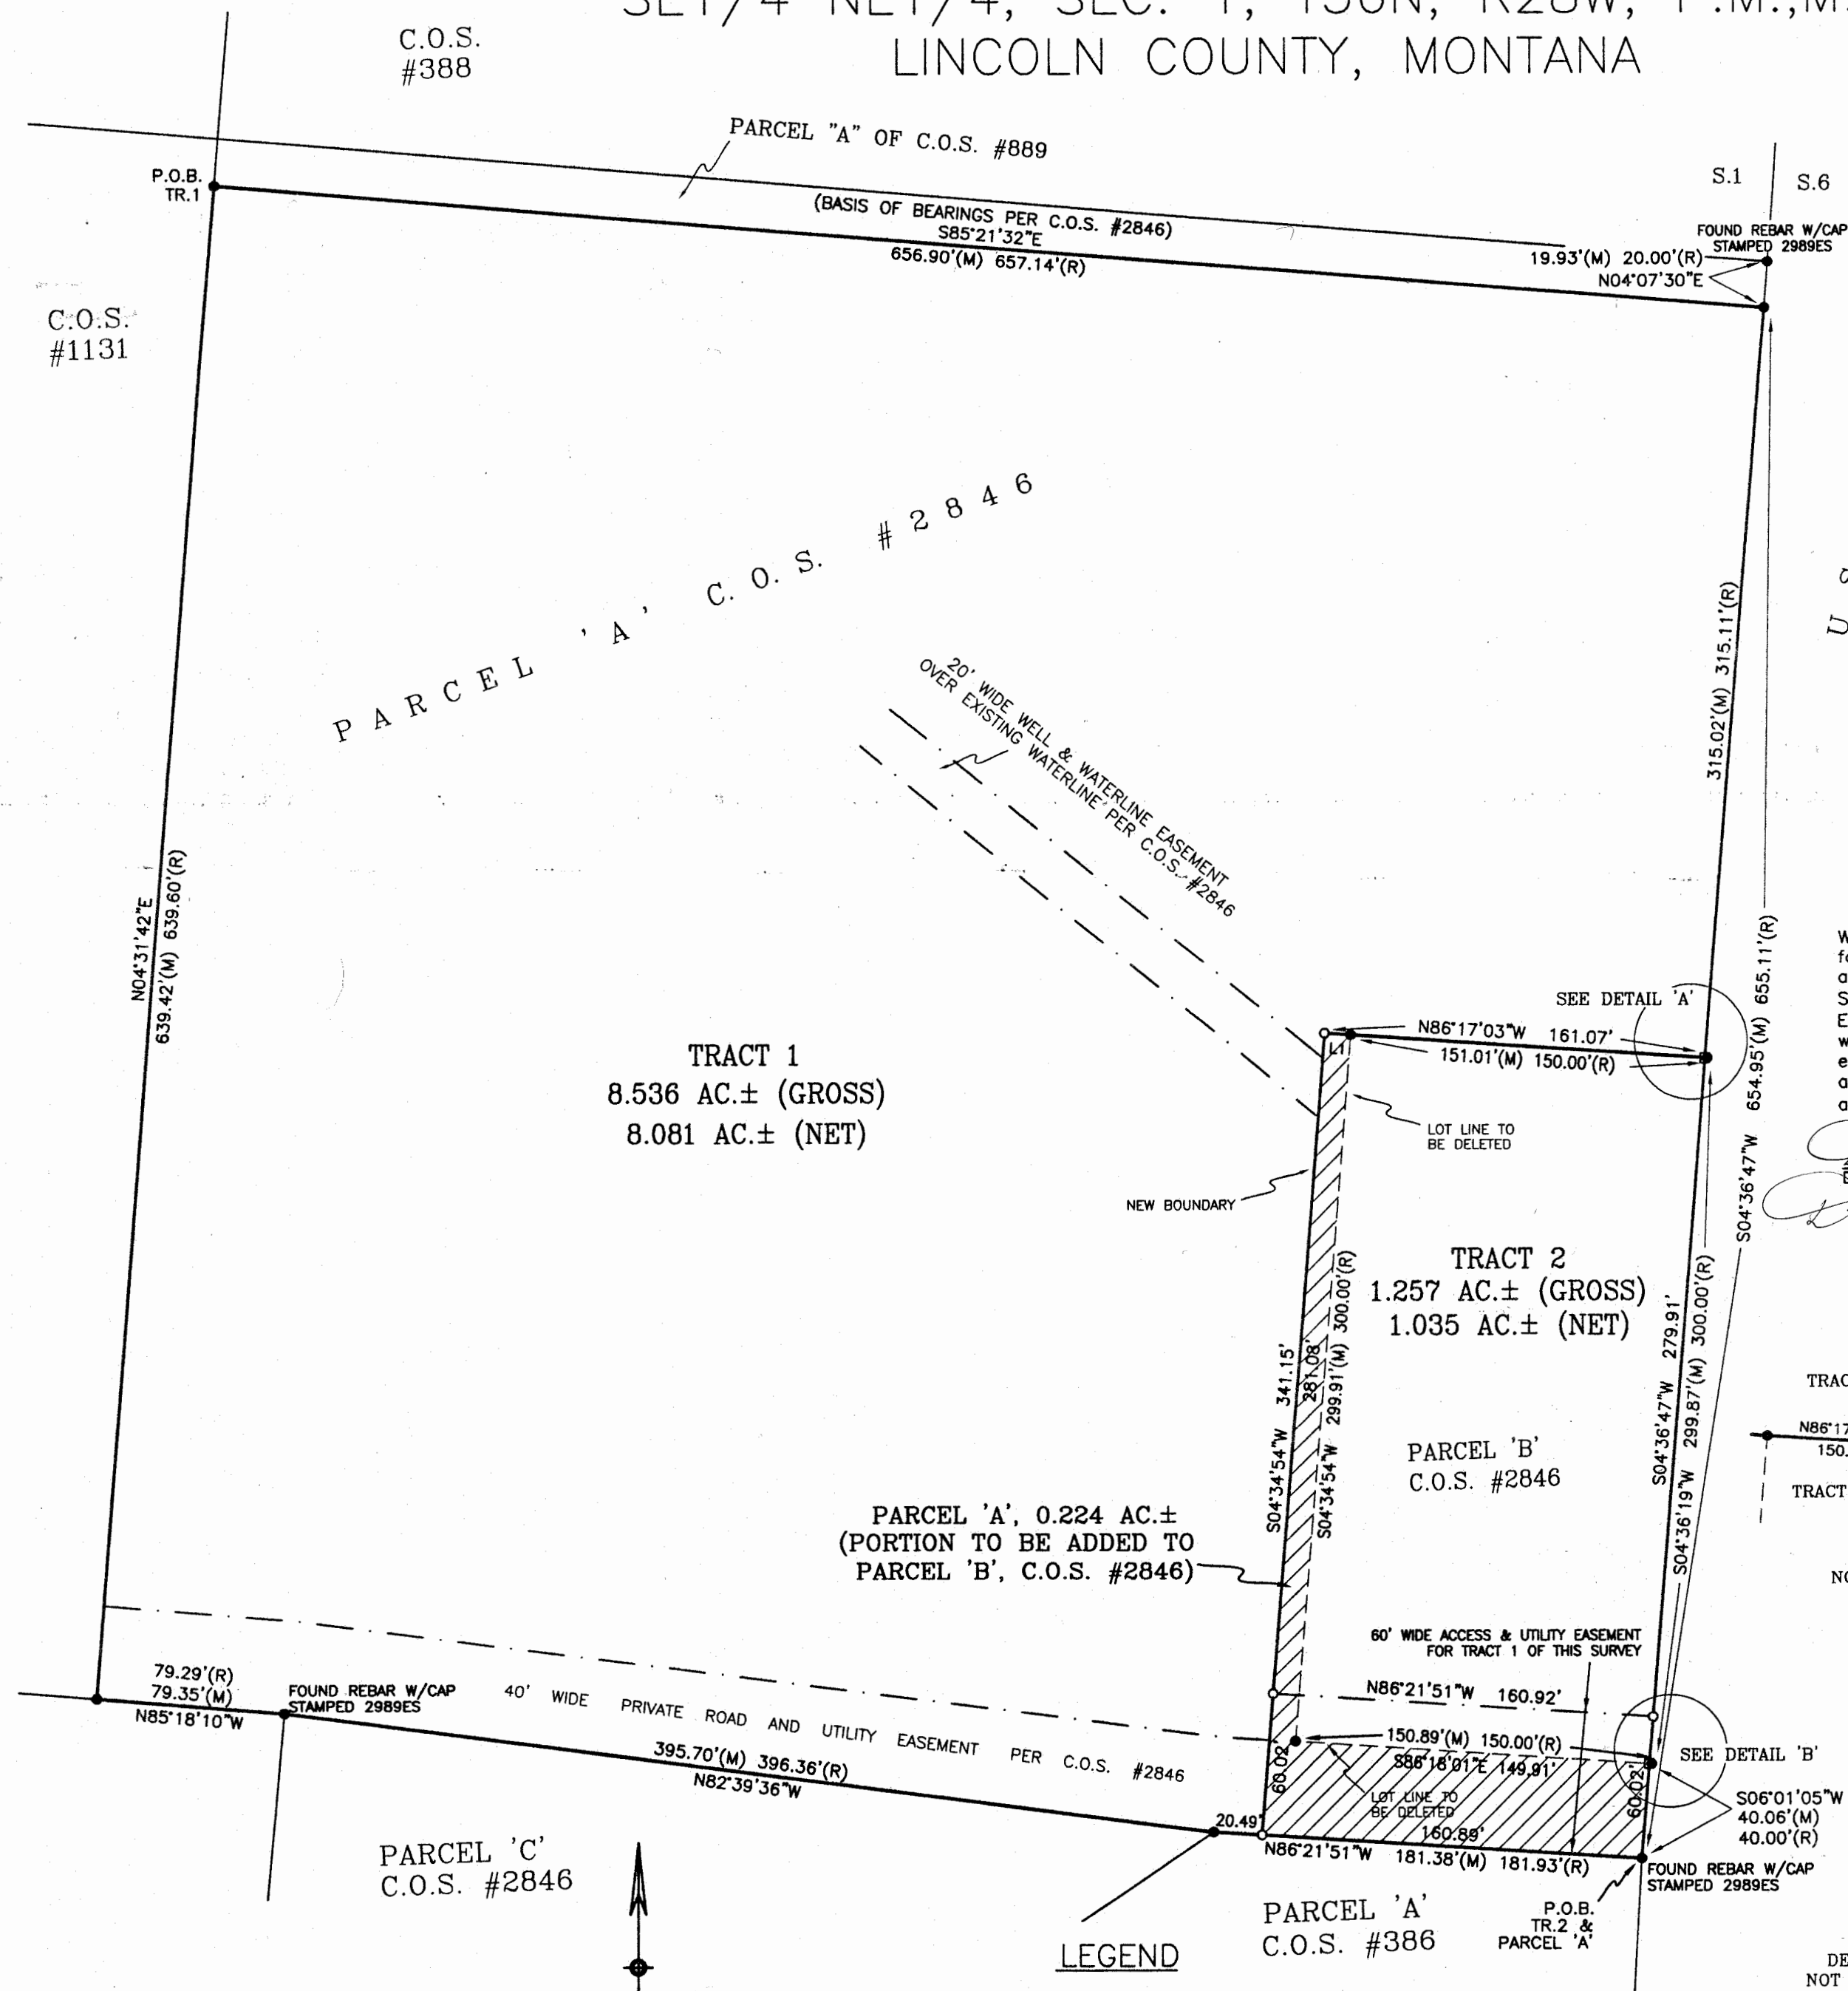 LINCOLN COUNTY, MONTANA
C.O.S.
#388
PARCEL "A" OF C.O.S. #889
P.O.B.
TR.1
(BASIS OF BEARINGS PER C.O.S. #2846)
S85°21'32"E
656.90'(M) 657.14'(R)
S.1
S.6
FOUND REBAR W/CAP
STAMPED 2989ES
19.93'(M) 20.00'(R)
N04°07'30"E
C.O.S.
#1131
PARCEL 'A' C.O.S. #2846
20' WIDE WELL & WATERLINE EASEMENT
OVER EXISTING WATERLINE PER C.O.S. #2846
315.02'(M) 315.11'(R)
U S
N04°31'42"E
639.42'(M) 639.60'(R)
S04°36'47"W 654.95'(M) 655.11'(R)
SEE DETAIL 'A'
N86°17'03"W 161.07'
151.01'(M) 150.00'(R)
L1
TRACT 1
8.536 AC.± (GROSS)
8.081 AC.± (NET)
LOT LINE TO
BE DELETED
NEW BOUNDARY
TRACT 2
1.257 AC.± (GROSS)
1.035 AC.± (NET)
S04°34'54"W 341.15'
281.08'
S04°34'54"W 299.91'(M) 300.00'(R)
S04°36'47"W 279.91'
S04°36'19"W 299.87'(M) 300.00'(R)
PARCEL 'B'
C.O.S. #2846
TRAC
N86°17
150.
TRACT
PARCEL 'A', 0.224 AC.±
(PORTION TO BE ADDED TO
PARCEL 'B', C.O.S. #2846)
60' WIDE ACCESS & UTILITY EASEMENT
FOR TRACT 1 OF THIS SURVEY
N86°21'51"W 160.92'
79.29'(R)
79.35'(M)
N85°18'10"W
FOUND REBAR W/CAP
STAMPED 2989ES
40' WIDE PRIVATE ROAD AND UTILITY EASEMENT PER C.O.S. #2846
395.70'(M) 396.36'(R)
N82°39'36"W
150.89'(M) 150.00'(R)
S86°18'01"E 149.91'
SEE DETAIL 'B'
60.02'
LOT LINE TO
BE DELETED
60.02'
S06°01'05"W
40.06'(M)
40.00'(R)
20.49'
160.89'
N86°21'51"W 181.38'(M) 181.93'(R)
FOUND REBAR W/CAP
STAMPED 2989ES
PARCEL 'C'
C.O.S. #2846
P.O.B.
TR.2 &
PARCEL 'A'
PARCEL 'A'
C.O.S. #386
LEGEND
DE
NOT